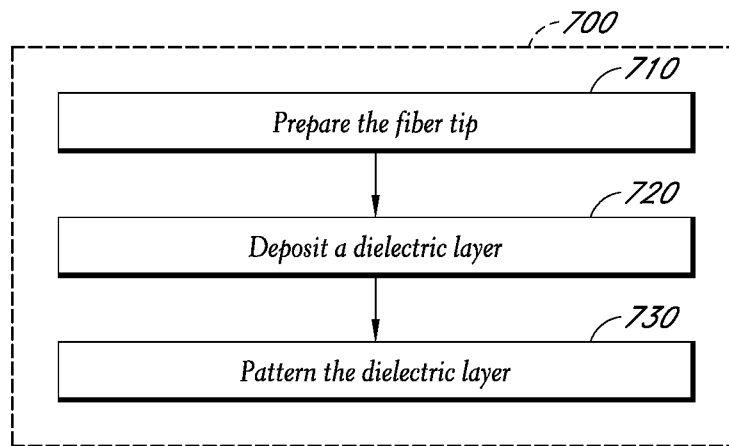 700
710
Prepare the fiber tip
720
Deposit a dielectric layer
730
Pattern the dielectric layer